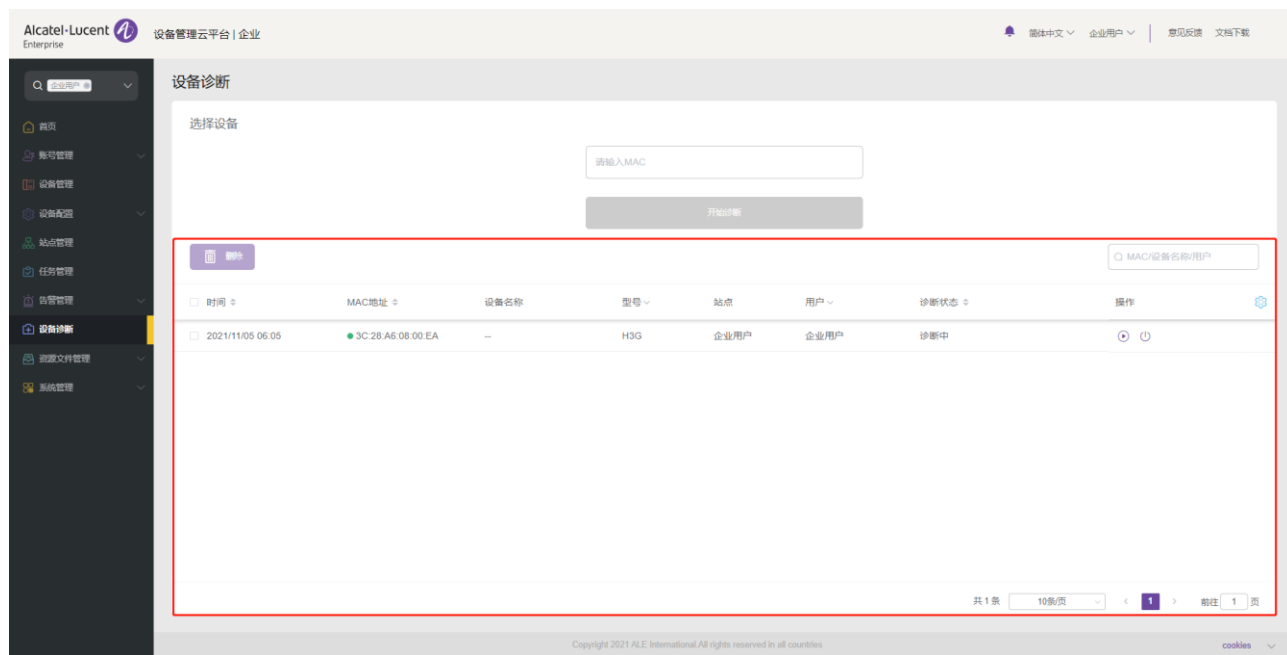 Alcatel·Lucent
Enterprise
设备管理云平台 | 企业
简体中文
企业用户
意见反馈
文档下载
企业用户
首页
账号管理
设备管理
设备配置
站点管理
任务管理
告警管理
设备诊断
资源文件管理
系统管理
设备诊断
选择设备
请输入MAC
开始诊断
删除
MAC/设备名称/用户
时间 MAC地址 设备名称 型号 站点 用户 诊断状态 操作
2021/11/05 06:05 3C:28:A6:08:00:EA -- H3G 企业用户 企业用户 诊断中
共 1 条 10条/页 < 1 > 前往 1 页
Copyright 2021 ALE International.All rights reserved in all countries
cookies